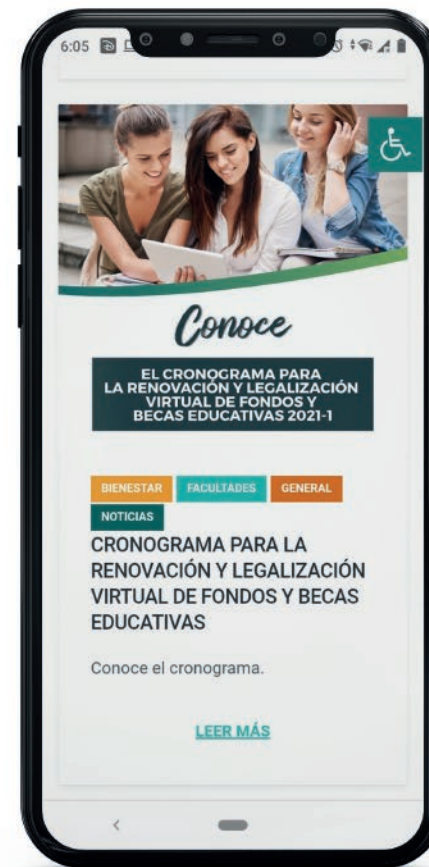 6:05
Conoce
EL CRONOGRAMA PARA
LA RENOVACIÓN Y LEGALIZACIÓN
VIRTUAL DE FONDOS Y
BECAS EDUCATIVAS 2021-1
BIENESTAR FACULTADES GENERAL
NOTICIAS
CRONOGRAMA PARA LA
RENOVACIÓN Y LEGALIZACIÓN
VIRTUAL DE FONDOS Y BECAS
EDUCATIVAS
Conoce el cronograma.
LEER MÁS